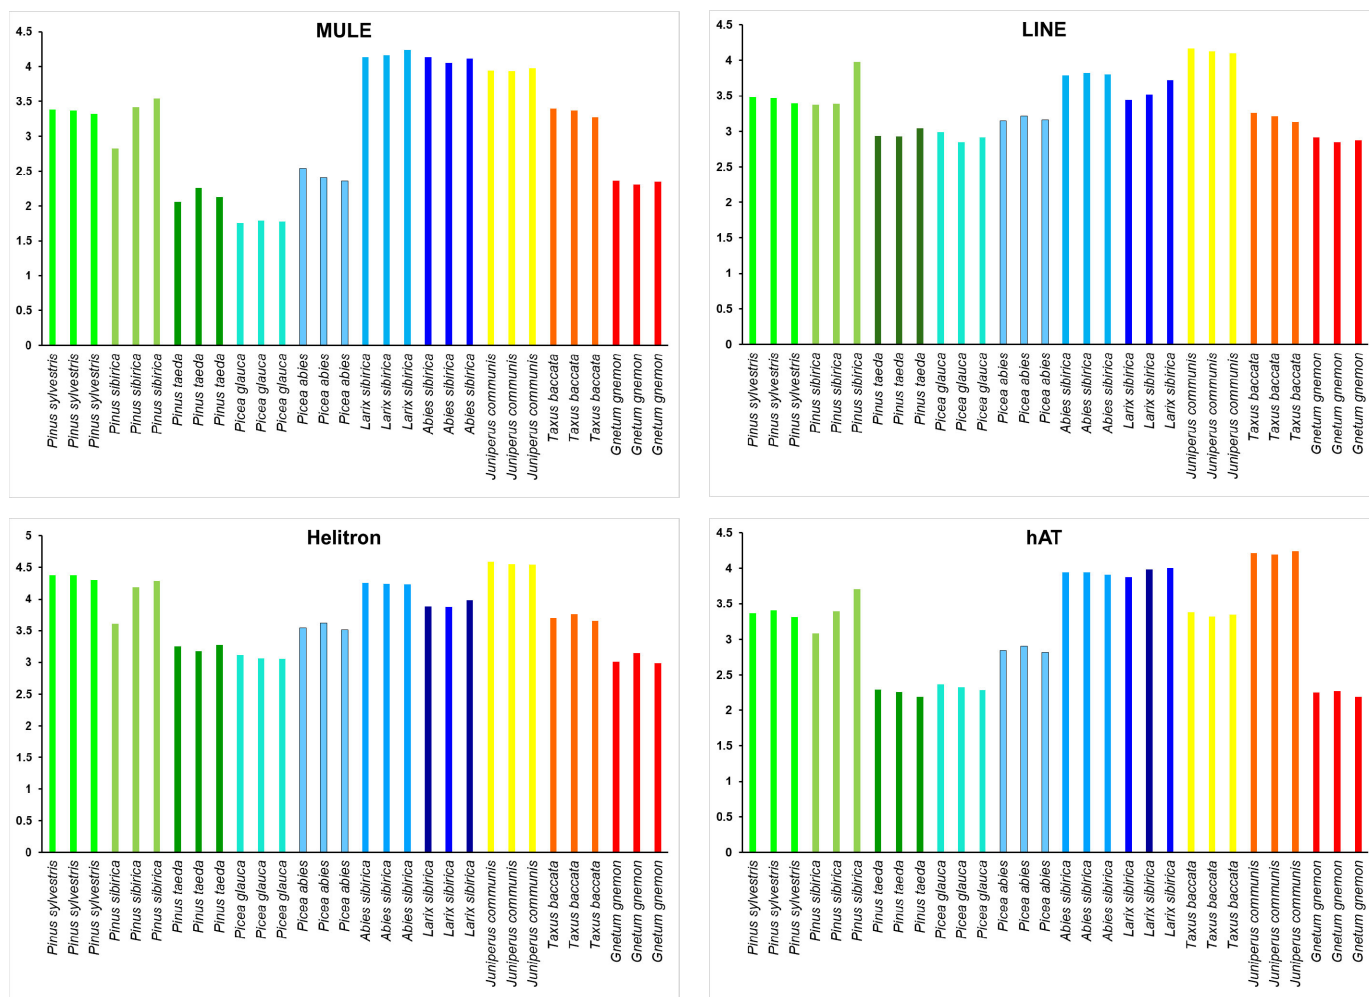 MULE
4.5
4
3.5
3
2.5
2
1.5
1
0.5
0
Pinus sylvestris
Pinus sylvestris
Pinus sylvestris
Pinus sibirica
Pinus sibirica
Pinus sibirica
Pinus taeda
Pinus taeda
Pinus taeda
Picea glauca
Picea glauca
Picea glauca
Picea abies
Picea abies
Picea abies
Larix sibirica
Larix sibirica
Larix sibirica
Abies sibirica
Abies sibirica
Abies sibirica
Juniperus communis
Juniperus communis
Juniperus communis
Taxus baccata
Taxus baccata
Taxus baccata
Gnetum gnemon
Gnetum gnemon
Gnetum gnemon
LINE
4.5
4
3.5
3
2.5
2
1.5
1
0.5
0
Pinus sylvestris
Pinus sylvestris
Pinus sylvestris
Pinus sibirica
Pinus sibirica
Pinus sibirica
Pinus taeda
Pinus taeda
Pinus taeda
Picea glauca
Picea glauca
Picea glauca
Picea abies
Picea abies
Picea abies
Abies sibirica
Abies sibirica
Abies sibirica
Larix sibirica
Larix sibirica
Larix sibirica
Juniperus communis
Juniperus communis
Juniperus communis
Taxus baccata
Taxus baccata
Taxus baccata
Gnetum gnemon
Gnetum gnemon
Gnetum gnemon
Helitron
5
4.5
4
3.5
3
2.5
2
1.5
1
0.5
0
Pinus sylvestris
Pinus sylvestris
Pinus sylvestris
Pinus sibirica
Pinus sibirica
Pinus sibirica
Pinus taeda
Pinus taeda
Pinus taeda
Picea glauca
Picea glauca
Picea glauca
Picea abies
Picea abies
Picea abies
Abies sibirica
Abies sibirica
Abies sibirica
Larix sibirica
Larix sibirica
Larix sibirica
Juniperus communis
Juniperus communis
Juniperus communis
Taxus baccata
Taxus baccata
Taxus baccata
Gnetum gnemon
Gnetum gnemon
Gnetum gnemon
hAT
4.5
4
3.5
3
2.5
2
1.5
1
0.5
0
Pinus sylvestris
Pinus sylvestris
Pinus sylvestris
Pinus sibirica
Pinus sibirica
Pinus sibirica
Pinus taeda
Pinus taeda
Pinus taeda
Picea glauca
Picea glauca
Picea glauca
Picea abies
Picea abies
Picea abies
Abies sibirica
Abies sibirica
Abies sibirica
Larix sibirica
Larix sibirica
Larix sibirica
Taxus baccata
Taxus baccata
Taxus baccata
Juniperus communis
Juniperus communis
Juniperus communis
Gnetum gnemon
Gnetum gnemon
Gnetum gnemon